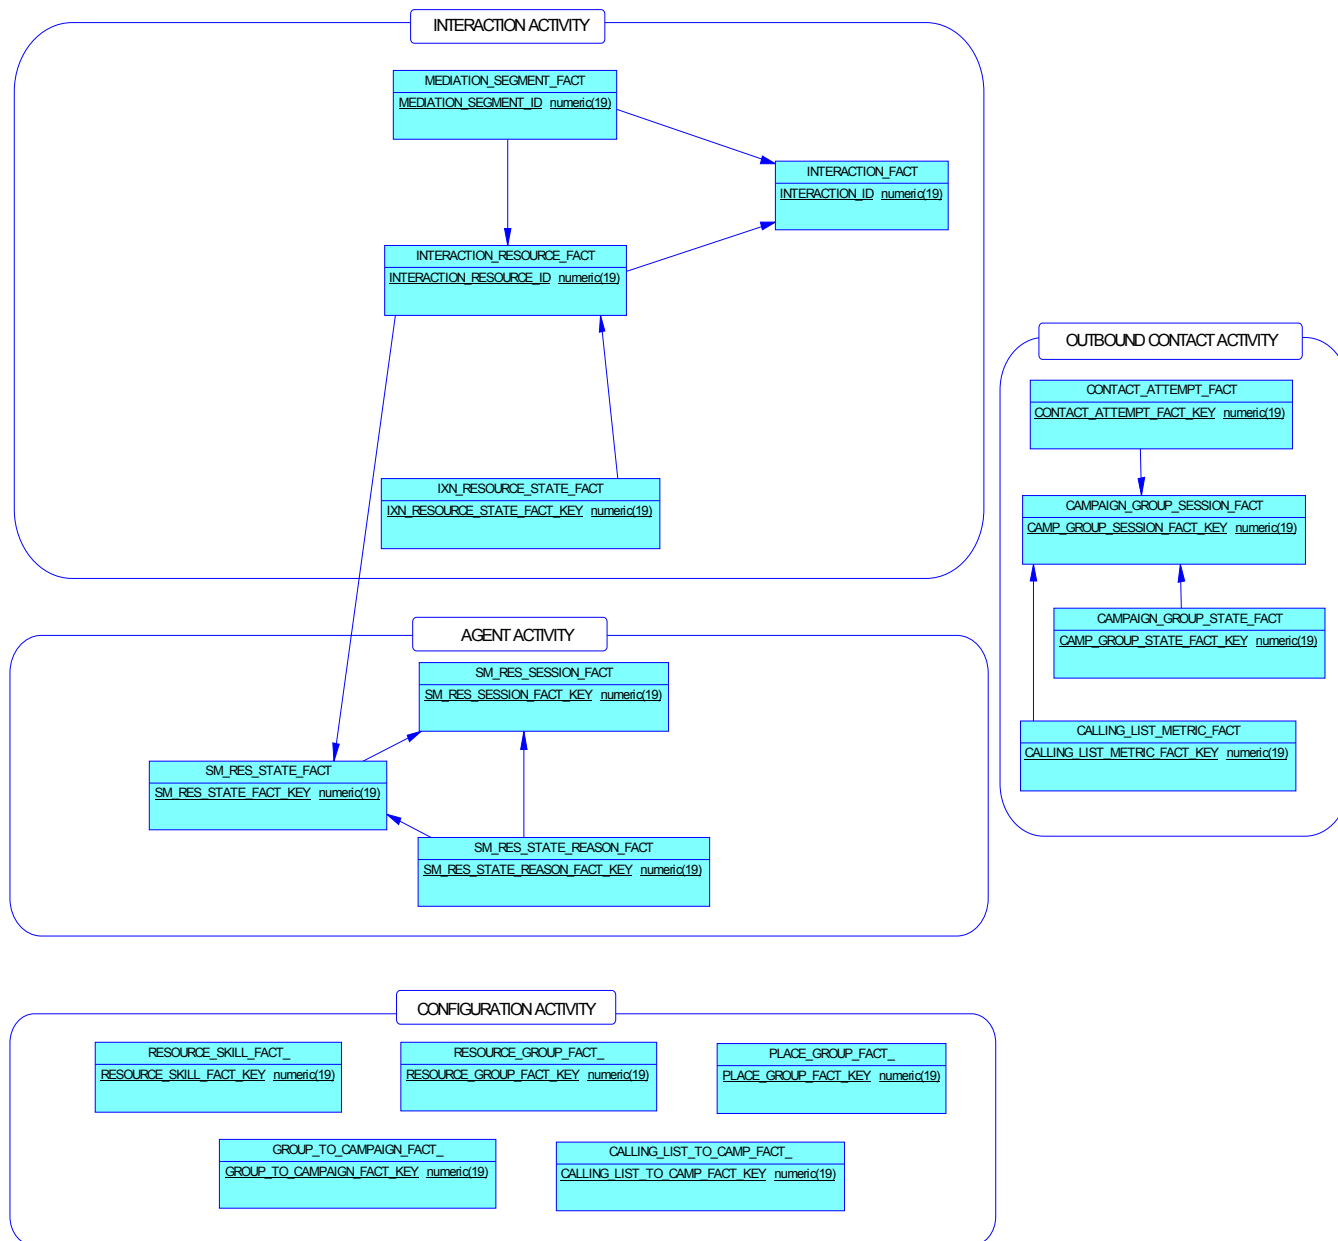 INTERACTION ACTIVITY
MEDIATION_SEGMENT_FACT
MEDIATION_SEGMENT_ID numeric(19)
INTERACTION_FACT
INTERACTION_ID numeric(19)
INTERACTION_RESOURCE_FACT
INTERACTION_RESOURCE_ID numeric(19)
IXN_RESOURCE_STATE_FACT
IXN_RESOURCE_STATE_FACT_KEY numeric(19)
OUTBOUND CONTACT ACTIVITY
CONTACT_ATTEMPT_FACT
CONTACT_ATTEMPT_FACT_KEY numeric(19)
CAMPAIGN_GROUP_SESSION_FACT
CAMP_GROUP_SESSION_FACT_KEY numeric(19)
CAMPAIGN_GROUP_STATE_FACT
CAMP_GROUP_STATE_FACT_KEY numeric(19)
CALLING_LIST_METRIC_FACT
CALLING_LIST_METRIC_FACT_KEY numeric(19)
AGENT ACTIVITY
SM_RES_SESSION_FACT
SM_RES_SESSION_FACT_KEY numeric(19)
SM_RES_STATE_FACT
SM_RES_STATE_FACT_KEY numeric(19)
SM_RES_STATE_REASON_FACT
SM_RES_STATE_REASON_FACT_KEY numeric(19)
CONFIGURATION ACTIVITY
RESOURCE_SKILL_FACT_
RESOURCE_SKILL_FACT_KEY numeric(19)
RESOURCE_GROUP_FACT_
RESOURCE_GROUP_FACT_KEY numeric(19)
PLACE_GROUP_FACT_
PLACE_GROUP_FACT_KEY numeric(19)
GROUP_TO_CAMPAIGN_FACT_
GROUP_TO_CAMPAIGN_FACT_KEY numeric(19)
CALLING_LIST_TO_CAMP_FACT_
CALLING_LIST_TO_CAMP_FACT_KEY numeric(19)